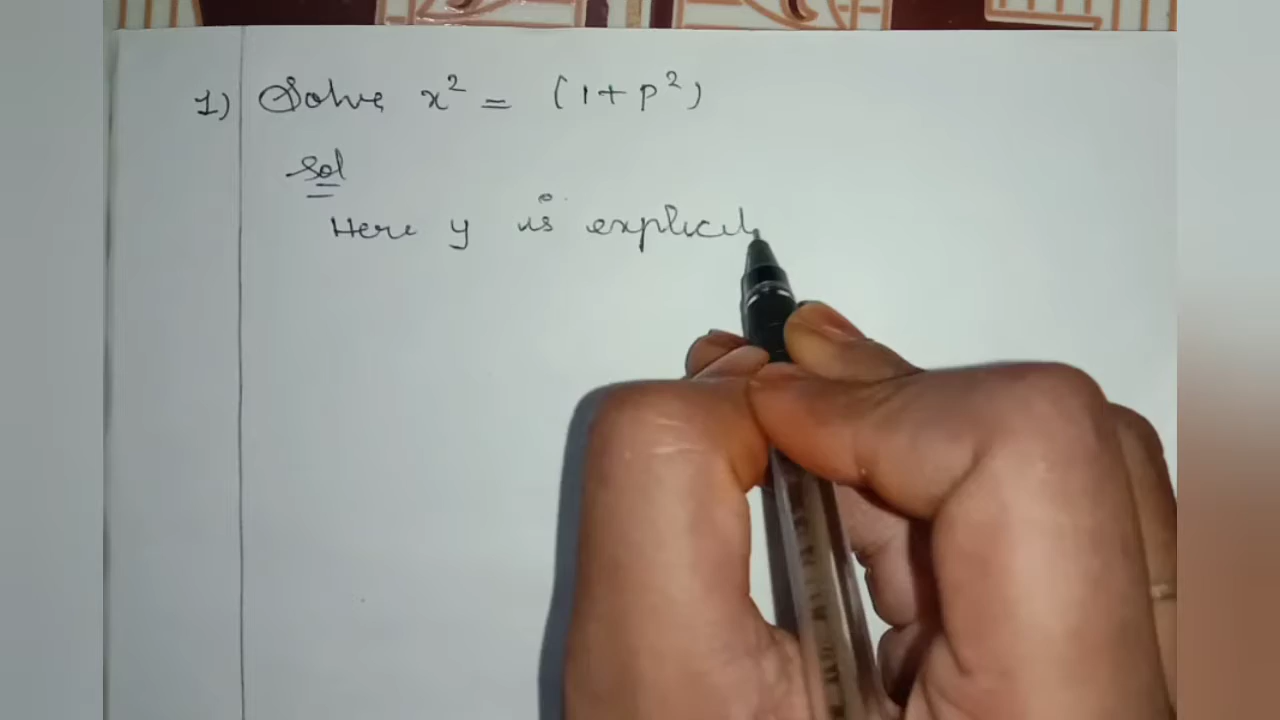 1) Solve x² = (1+p²)
Sol
Here y is explicit